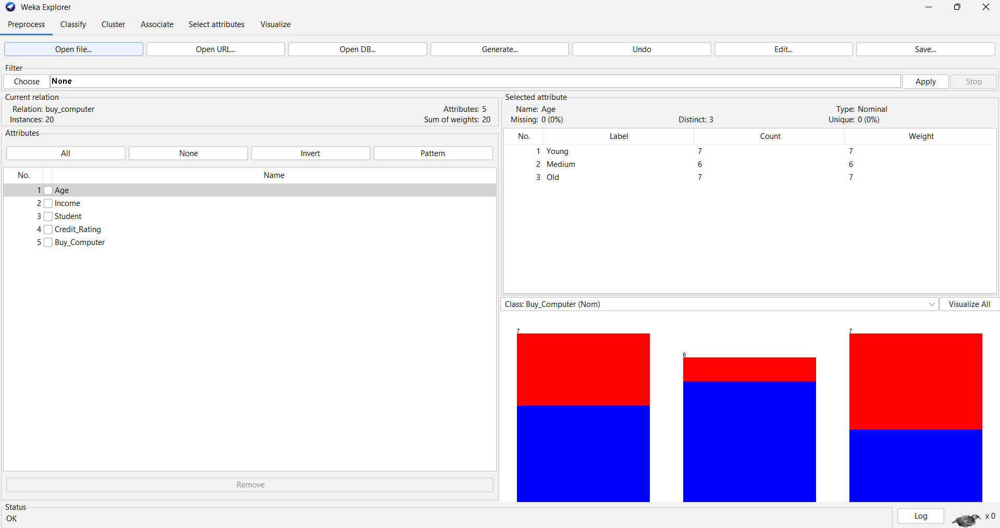 Weka Explorer
Preprocess Classify Cluster Associate Select attributes Visualize
Open file... Open URL... Open DB... Generate... Undo Edit... Save...
Filter
Choose None Apply Stop
Current relation
Relation: buy_computer Attributes: 5
Instances: 20 Sum of weights: 20
Attributes
All None Invert Pattern
No. Name
1 Age
2 Income
3 Student
4 Credit_Rating
5 Buy_Computer
Remove
Selected attribute
Name: Age Type: Nominal
Missing: 0 (0%) Distinct: 3 Unique: 0 (0%)
No. Label Count Weight
1 Young 7 7
2 Medium 6 6
3 Old 7 7
Class: Buy_Computer (Nom) Visualize All
7 6 7
Status
OK
Log x 0